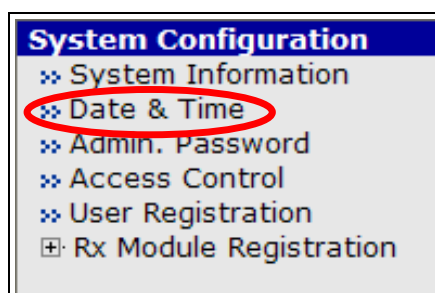 System Configuration
» System Information
» Date & Time
» Admin. Password
» Access Control
» User Registration
Rx Module Registration